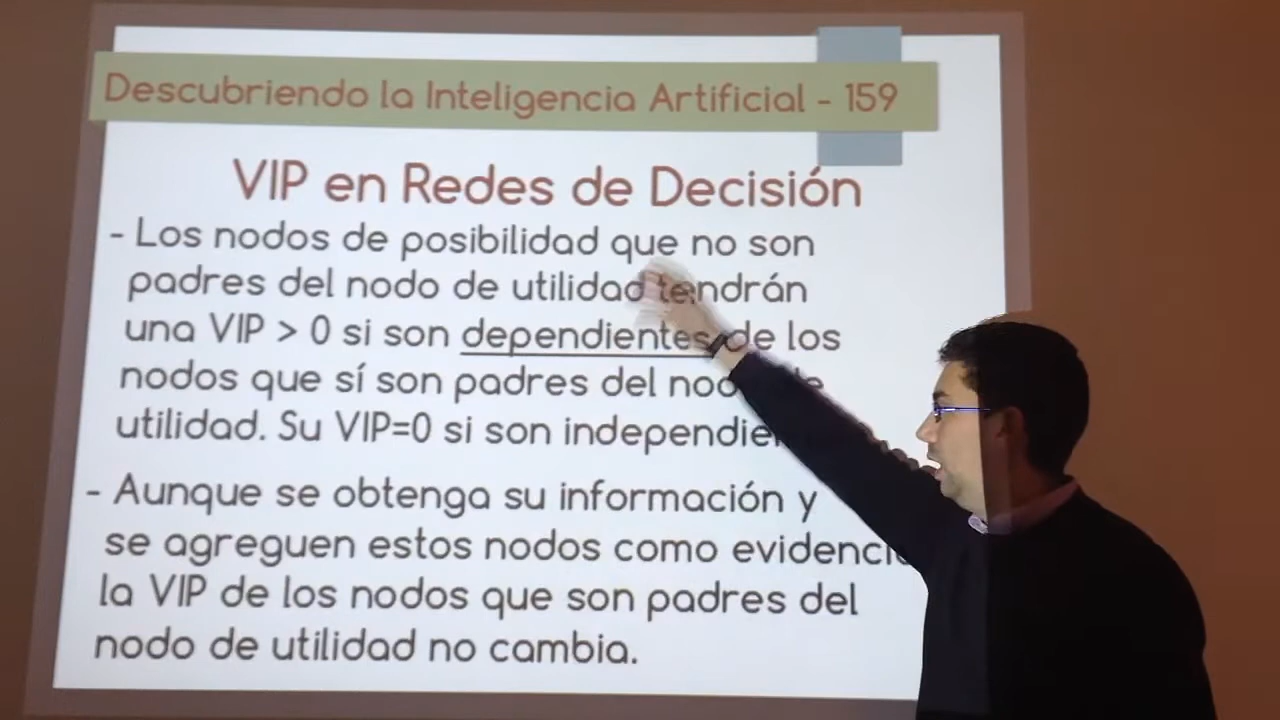 Descubriendo la Inteligencia Artificial - 159
VIP en Redes de Decisión
- Los nodos de posibilidad que no son
padres del nodo de utilidad tendrán
una VIP > 0 si son dependientes de los
nodos que sí son padres del
utilidad. Su VIP=0 si son
- Aunque se obtenga su información y
se agreguen estos nodos como
la VIP de los nodos que son padres del
nodo de utilidad no cambia.